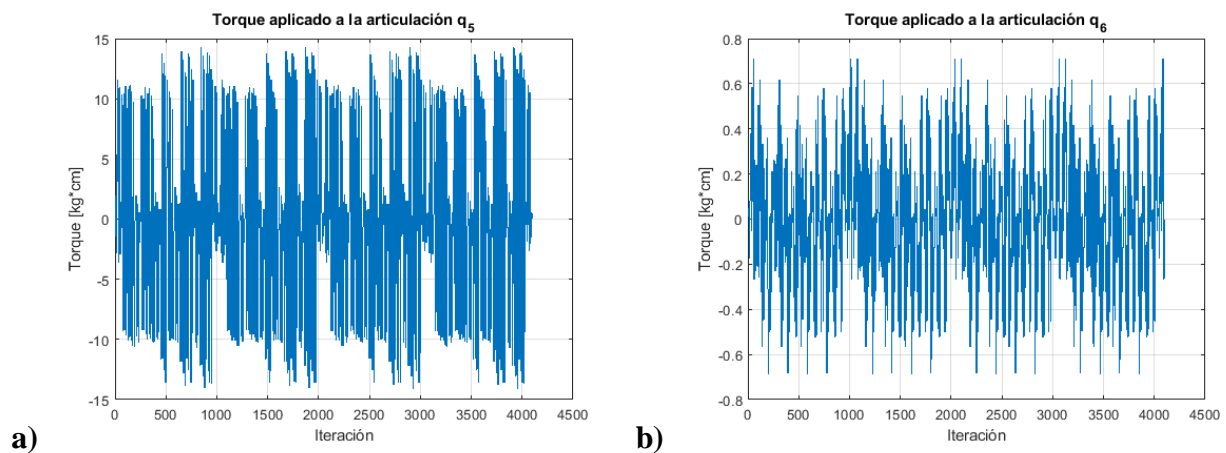 Torque aplicado a la articulación q5
15
10
5
0
-5
-10
-15
Torque [kg*cm]
0 500 1000 1500 2000 2500 3000 3500 4000 4500
Iteración
a)
Torque aplicado a la articulación q6
0.8
0.6
0.4
0.2
0
-0.2
-0.4
-0.6
-0.8
Torque [kg*cm]
0 500 1000 1500 2000 2500 3000 3500 4000 4500
Iteración
b)